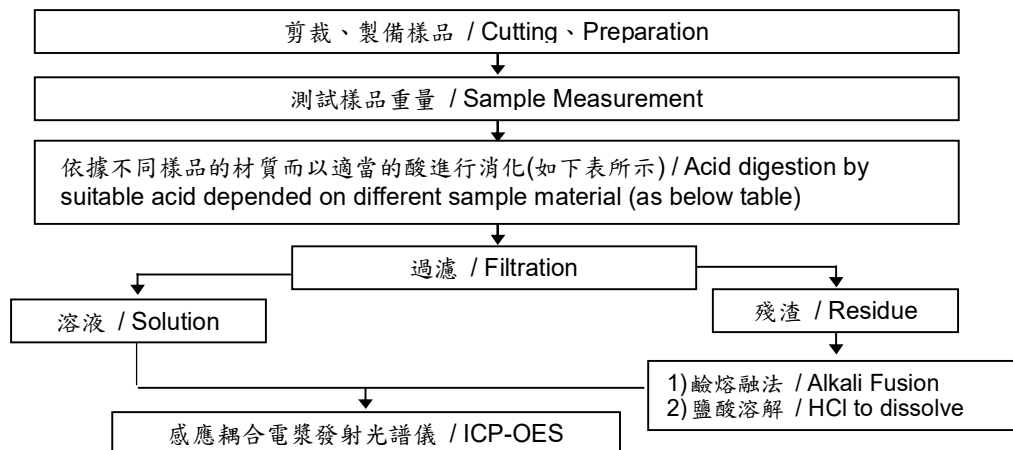 剪裁、製備樣品 / Cutting、Preparation
測試樣品重量 / Sample Measurement
依據不同樣品的材質而以適當的酸進行消化(如下表所示) / Acid digestion by
suitable acid depended on different sample material (as below table)
過濾 / Filtration
溶液 / Solution
殘渣 / Residue
1)鹼熔融法 / Alkali Fusion
2)鹽酸溶解 / HCl to dissolve
感應耦合電漿發射光譜儀 / ICP-OES